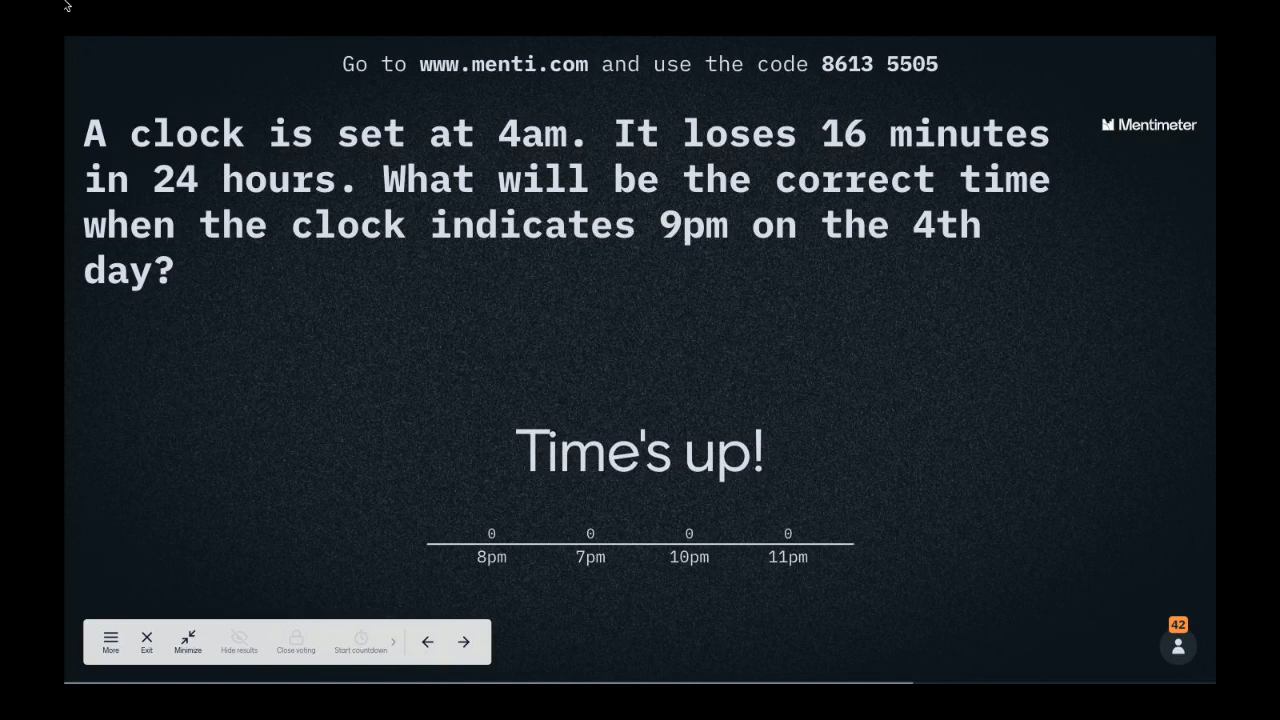 Go to www.menti.com and use the code 8613 5505
A clock is set at 4am. It loses 16 minutes
in 24 hours. What will be the correct time
when the clock indicates 9pm on the 4th
day?
Mentimeter
Time's up!
0 0 0 0
8pm 7pm 10pm 11pm
42
More Exit Minimize Hide results Close voting Start countdown